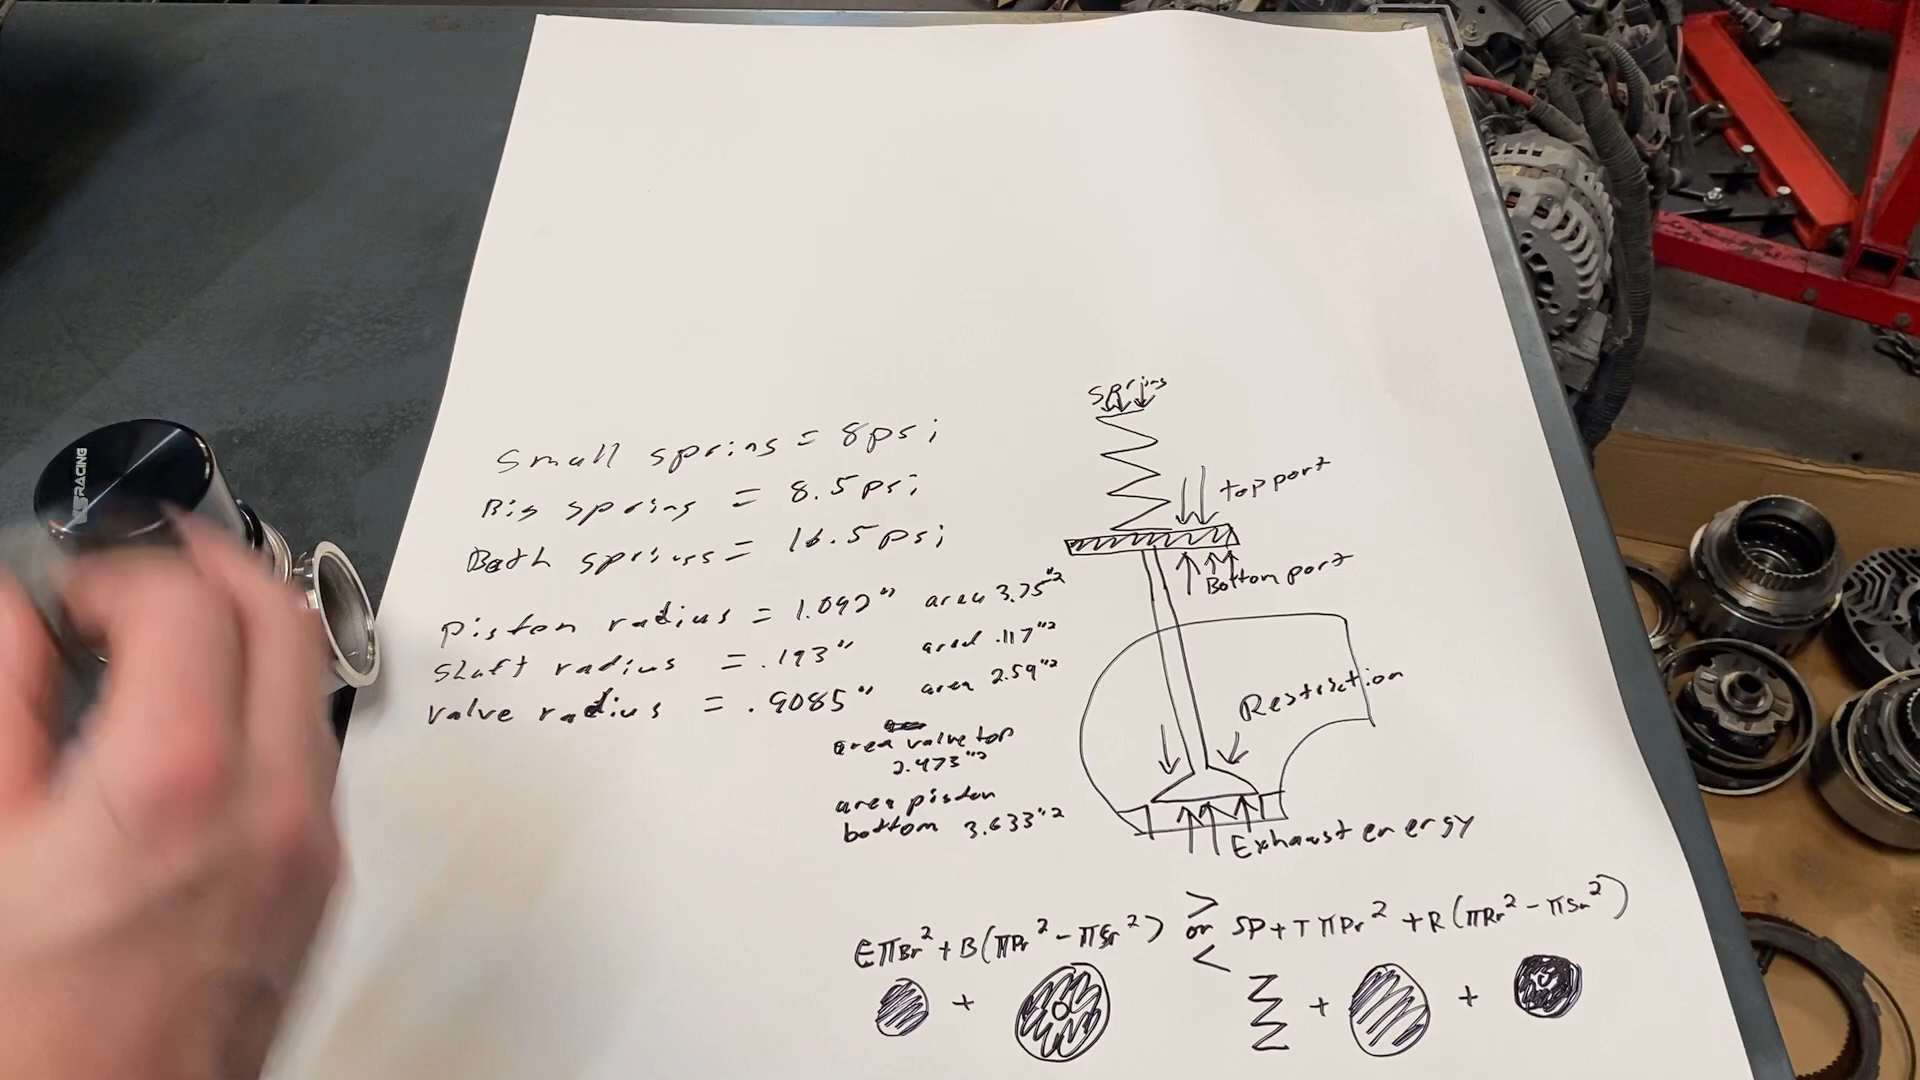 RACING
Small spring = 8psi
Big spring = 8.5psi
Both springs = 16.5psi
Piston radius = 1.092" area 3.75"²
Shaft radius = .193" area .117"²
Valve radius = .9085" area 2.59"²
area valve top
2.473"²
area piston
bottom 3.633"²
Spring
top port
Bottom port
Restriction
Exhaust energy
EπBr² + B(πPr² - πSr²) > or < SP + TπPr² + R(πRr² - πSr²)
+ + +